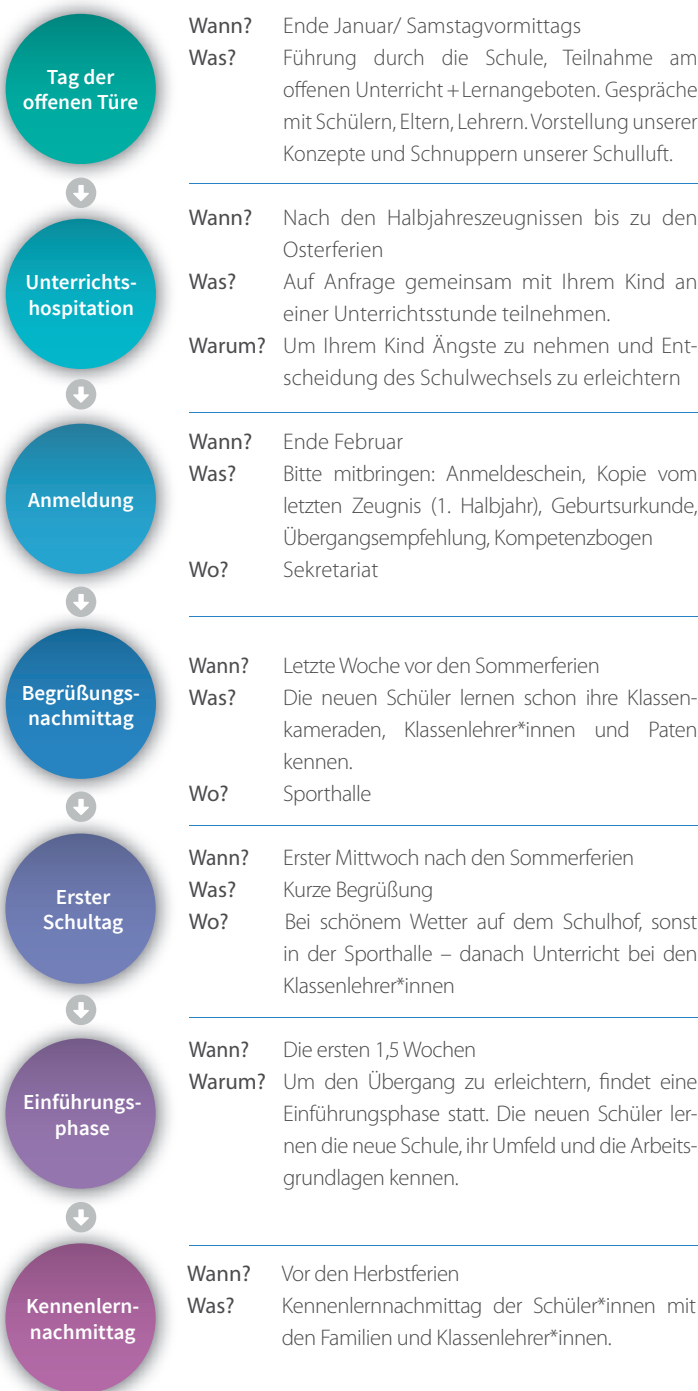 Tag der
offenen Türe
Wann? Ende Januar/ Samstagvormittags
Was? Führung durch die Schule, Teilnahme am
offenen Unterricht + Lernangeboten. Gespräche
mit Schülern, Eltern, Lehrern. Vorstellung unserer
Konzepte und Schnuppern unserer Schulluft.
Unterrichts-
hospitation
Wann? Nach den Halbjahreszeugnissen bis zu den
Osterferien
Was? Auf Anfrage gemeinsam mit Ihrem Kind an
einer Unterrichtsstunde teilnehmen.
Warum? Um Ihrem Kind Ängste zu nehmen und Ent-
scheidung des Schulwechsels zu erleichtern
Anmeldung
Wann? Ende Februar
Was? Bitte mitbringen: Anmeldeschein, Kopie vom
letzten Zeugnis (1. Halbjahr), Geburtsurkunde,
Übergangsempfehlung, Kompetenzbogen
Wo? Sekretariat
Begrüßungs-
nachmittag
Wann? Letzte Woche vor den Sommerferien
Was? Die neuen Schüler lernen schon ihre Klassen-
kameraden, Klassenlehrer*innen und Paten
kennen.
Wo? Sporthalle
Erster
Schultag
Wann? Erster Mittwoch nach den Sommerferien
Was? Kurze Begrüßung
Wo? Bei schönem Wetter auf dem Schulhof, sonst
in der Sporthalle – danach Unterricht bei den
Klassenlehrer*innen
Einführungs-
phase
Wann? Die ersten 1,5 Wochen
Warum? Um den Übergang zu erleichtern, findet eine
Einführungsphase statt. Die neuen Schüler ler-
nen die neue Schule, ihr Umfeld und die Arbeits-
grundlagen kennen.
Kennenlern-
nachmittag
Wann? Vor den Herbstferien
Was? Kennenlernnachmittag der Schüler*innen mit
den Familien und Klassenlehrer*innen.